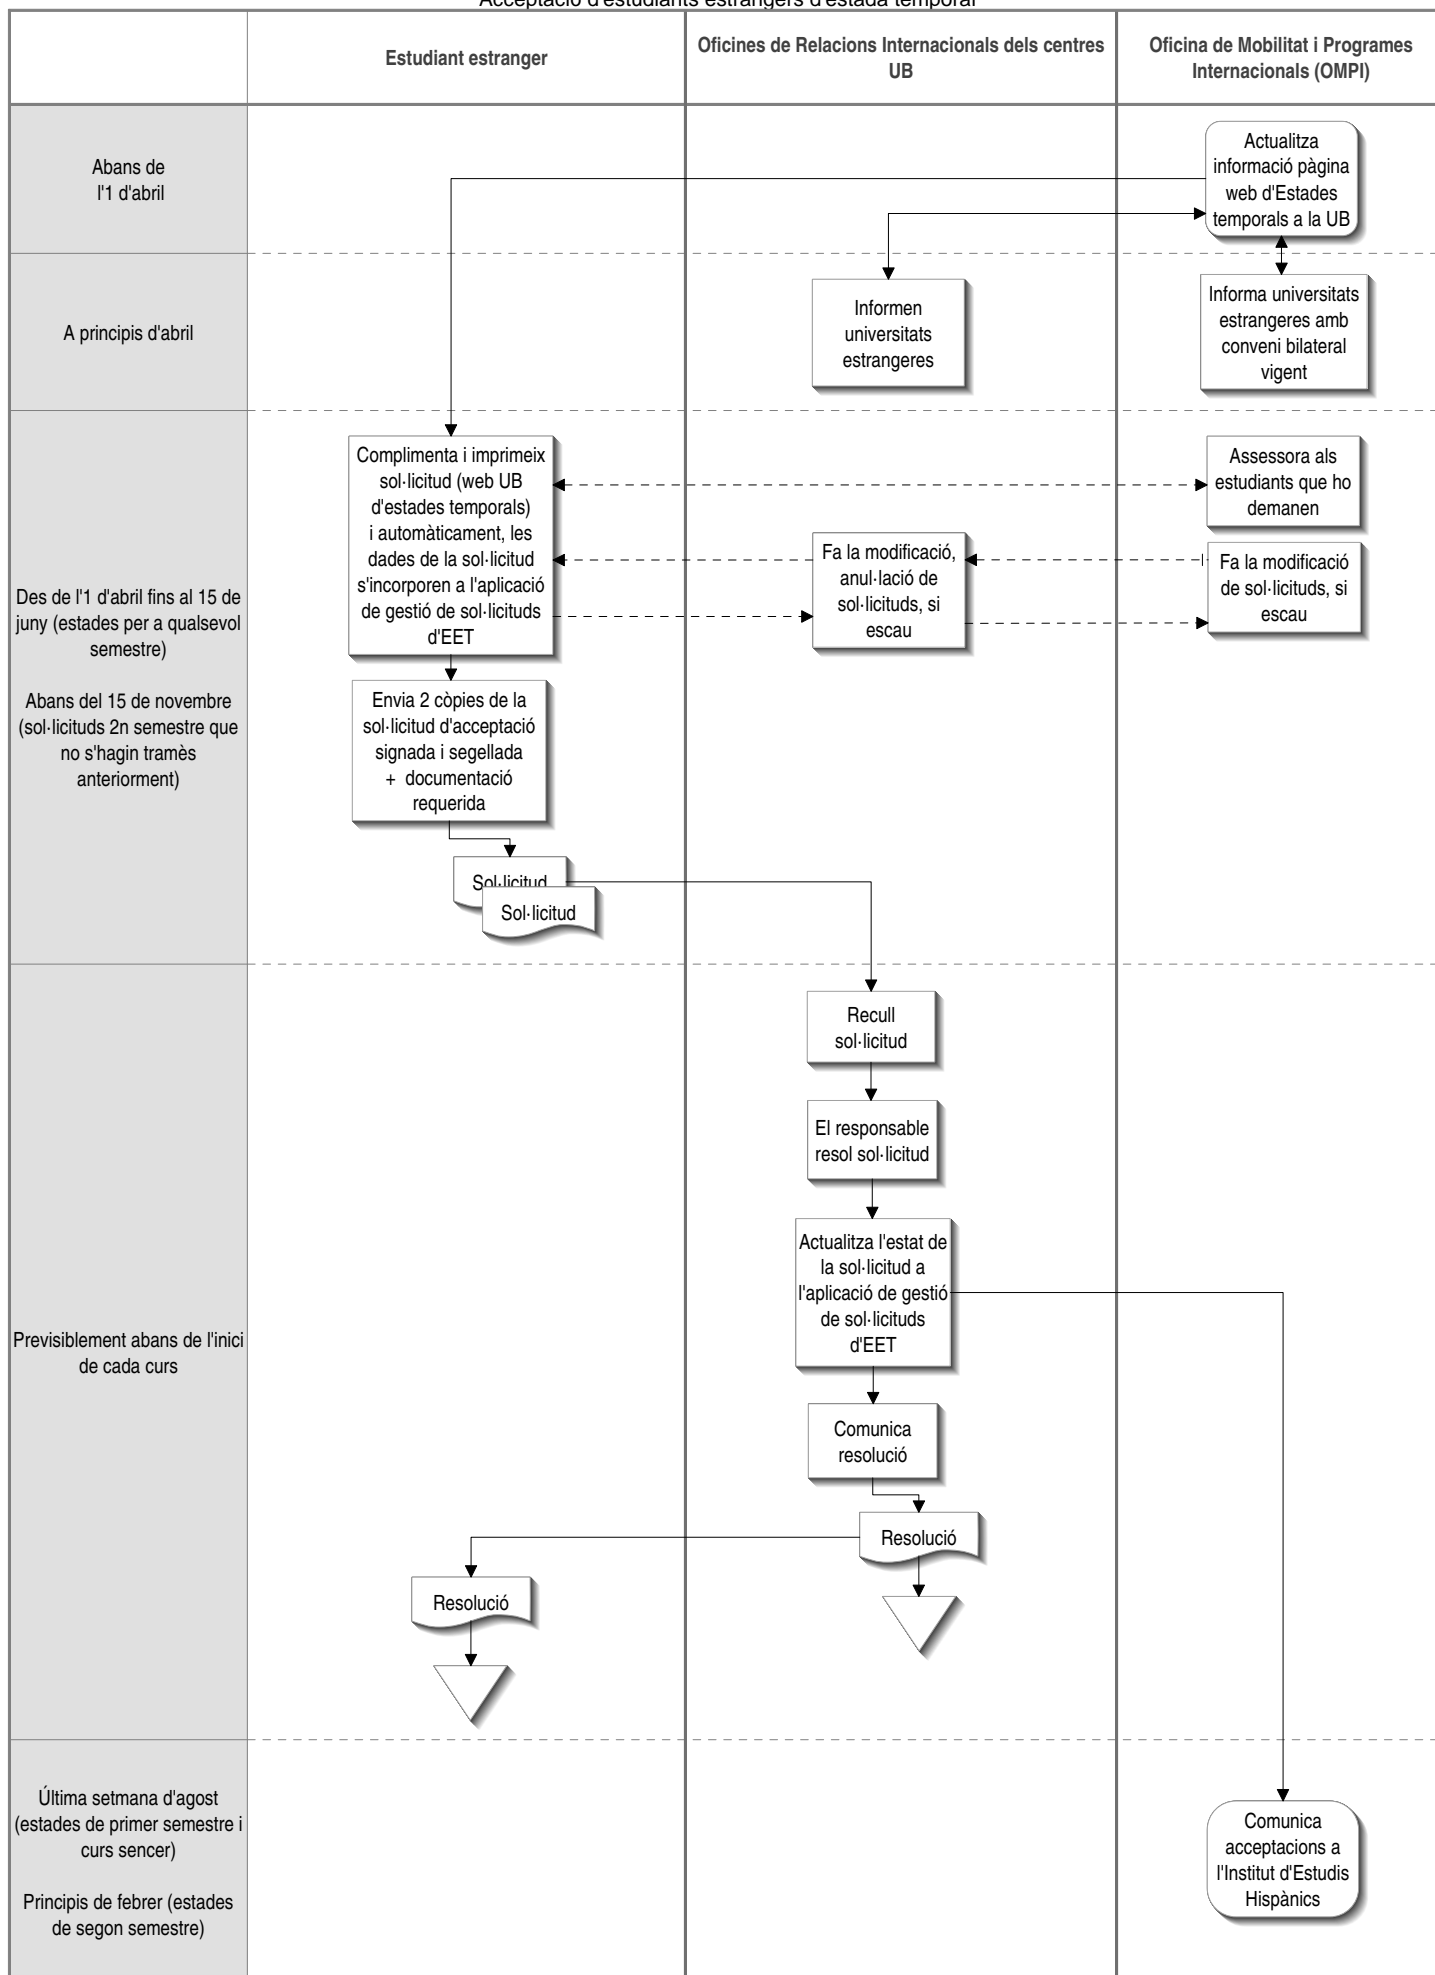 Acceptació d'estudiants estrangers d'estada temporal
Estudiant estranger
Oficines de Relacions Internacionals dels centres
UB
Oficina de Mobilitat i Programes
Internacionals (OMPI)
Abans de
l'1 d'abril
Actualitza
informació pàgina
web d'Estades
temporals a la UB
A principis d'abril
Informen
universitats
estrangeres
Informa universitats
estrangeres amb
conveni bilateral
vigent
Des de l'1 d'abril fins al 15 de
juny (estades per a qualsevol
semestre)
Abans del 15 de novembre
(sol·licituds 2n semestre que
no s'hagin tramès
anteriorment)
Complimenta i imprimeix
sol·licitud (web UB
d'estades temporals)
i automàticament, les
dades de la sol·licitud
s'incorporen a l'aplicació
de gestió de sol·licituds
d'EET
Assessora als
estudiants que ho
demanen
Fa la modificació,
anul·lació de
sol·licituds, si
escau
Fa la modificació
de sol·licituds, si
escau
Envia 2 còpies de la
sol·licitud d'acceptació
signada i segellada
+ documentació
requerida
Sol·licitud
Sol·licitud
Previsiblement abans de l'inici
de cada curs
Recull
sol·licitud
El responsable
resol sol·licitud
Actualitza l'estat de
la sol·licitud a
l'aplicació de gestió
de sol·licituds
d'EET
Comunica
resolució
Resolució
Resolució
Última setmana d'agost
(estades de primer semestre i
curs sencer)
Principis de febrer (estades
de segon semestre)
Comunica
acceptacions a
l'Institut d'Estudis
Hispànics